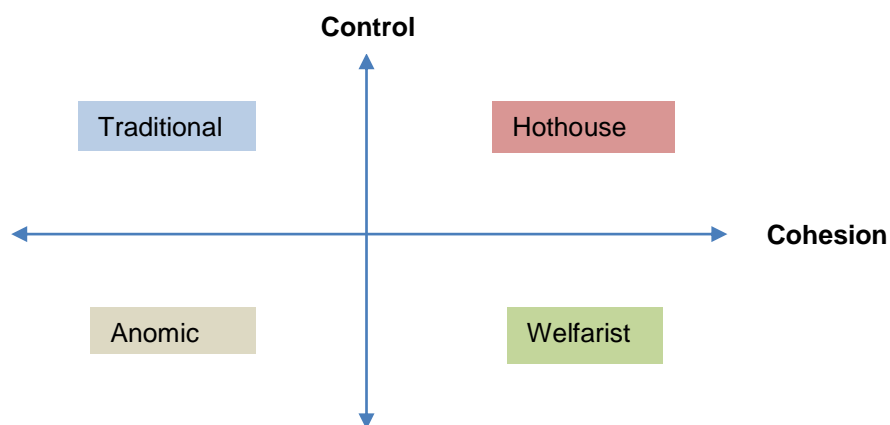 Control
Traditional
Hothouse
Cohesion
Anomic
Welfarist